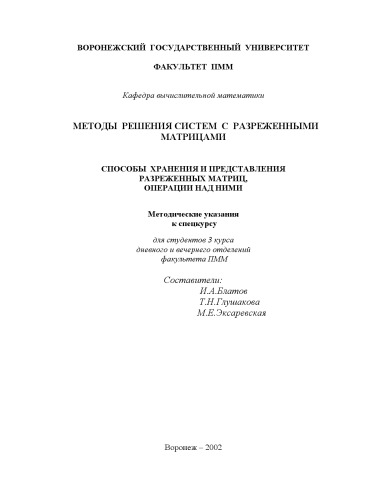 ВОРОНЕЖСКИЙ ГОСУДАРСТВЕННЫЙ УНИВЕРСИТЕТ
ФАКУЛЬТЕТ ПММ
Кафедра вычислительной математики
МЕТОДЫ РЕШЕНИЯ СИСТЕМ С РАЗРЕЖЕННЫМИ
МАТРИЦАМИ
СПОСОБЫ ХРАНЕНИЯ И ПРЕДСТАВЛЕНИЯ
РАЗРЕЖЕННЫХ МАТРИЦ,
ОПЕРАЦИИ НАД НИМИ
Методические указания
к спецкурсу
для студентов 3 курса
дневного и вечернего отделений
факультета ПММ
Составители:
И.А.Блатов
Т.Н.Глушакова
М.Е.Эксаревская
Воронеж – 2002